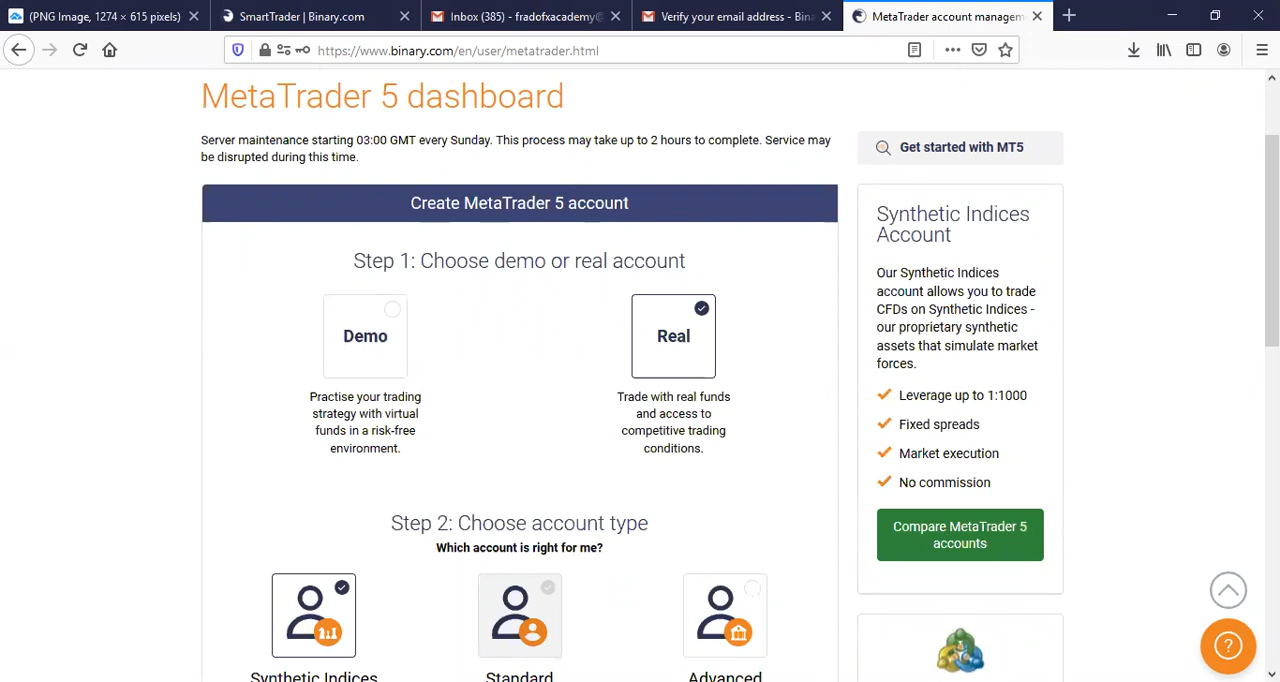 (PNG Image, 1274 × 615 pixels)
SmartTrader | Binary.com
Inbox (385) - fradofxacademy@
Verify your email address - Bina
MetaTrader account managem
https://www.binary.com/en/user/metatrader.html
MetaTrader 5 dashboard
Server maintenance starting 03:00 GMT every Sunday. This process may take up to 2 hours to complete. Service may
be disrupted during this time.
Get started with MT5
Create MetaTrader 5 account
Step 1: Choose demo or real account
Demo
Real
Practise your trading
strategy with virtual
funds in a risk-free
environment.
Trade with real funds
and access to
competitive trading
conditions.
Step 2: Choose account type
Which account is right for me?
Synthetic Indices
Standard
Advanced
Synthetic Indices
Account
Our Synthetic Indices
account allows you to trade
CFDs on Synthetic Indices -
our proprietary synthetic
assets that simulate market
forces.
Leverage up to 1:1000
Fixed spreads
Market execution
No commission
Compare MetaTrader 5
accounts